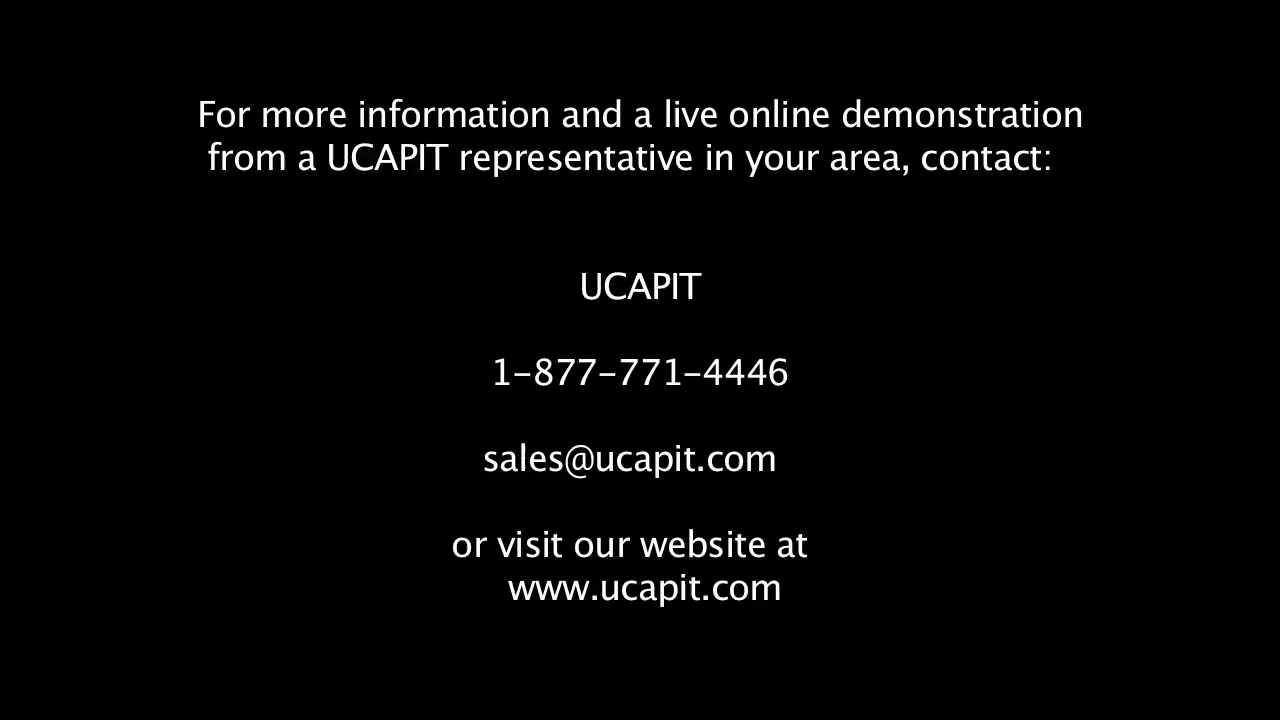 For more information and a live online demonstration
from a UCAPIT representative in your area, contact:
UCAPIT
1-877-771-4446
sales@ucapit.com
or visit our website at
www.ucapit.com